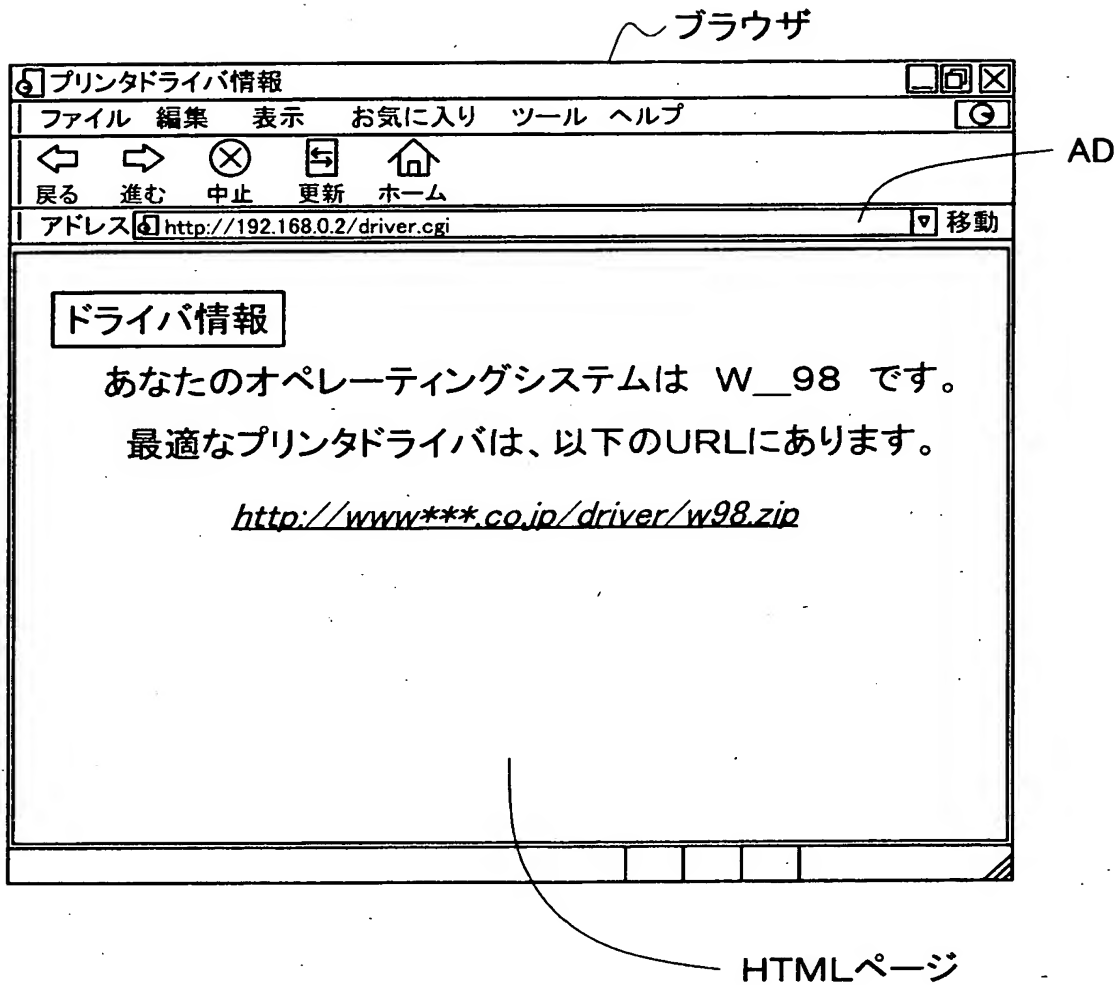 ブラウザ
プリンタドライバ情報
ファイル 編集 表示 お気に入り ツール ヘルプ
戻る 進む 中止 更新 ホーム
AD
アドレス http://192.168.0.2/driver.cgi 移動
ドライバ情報
あなたのオペレーティングシステムは W__98 です。
最適なプリンタドライバは、以下のURLにあります。
http://www***.co.jp/driver/w98.zip
HTMLページ